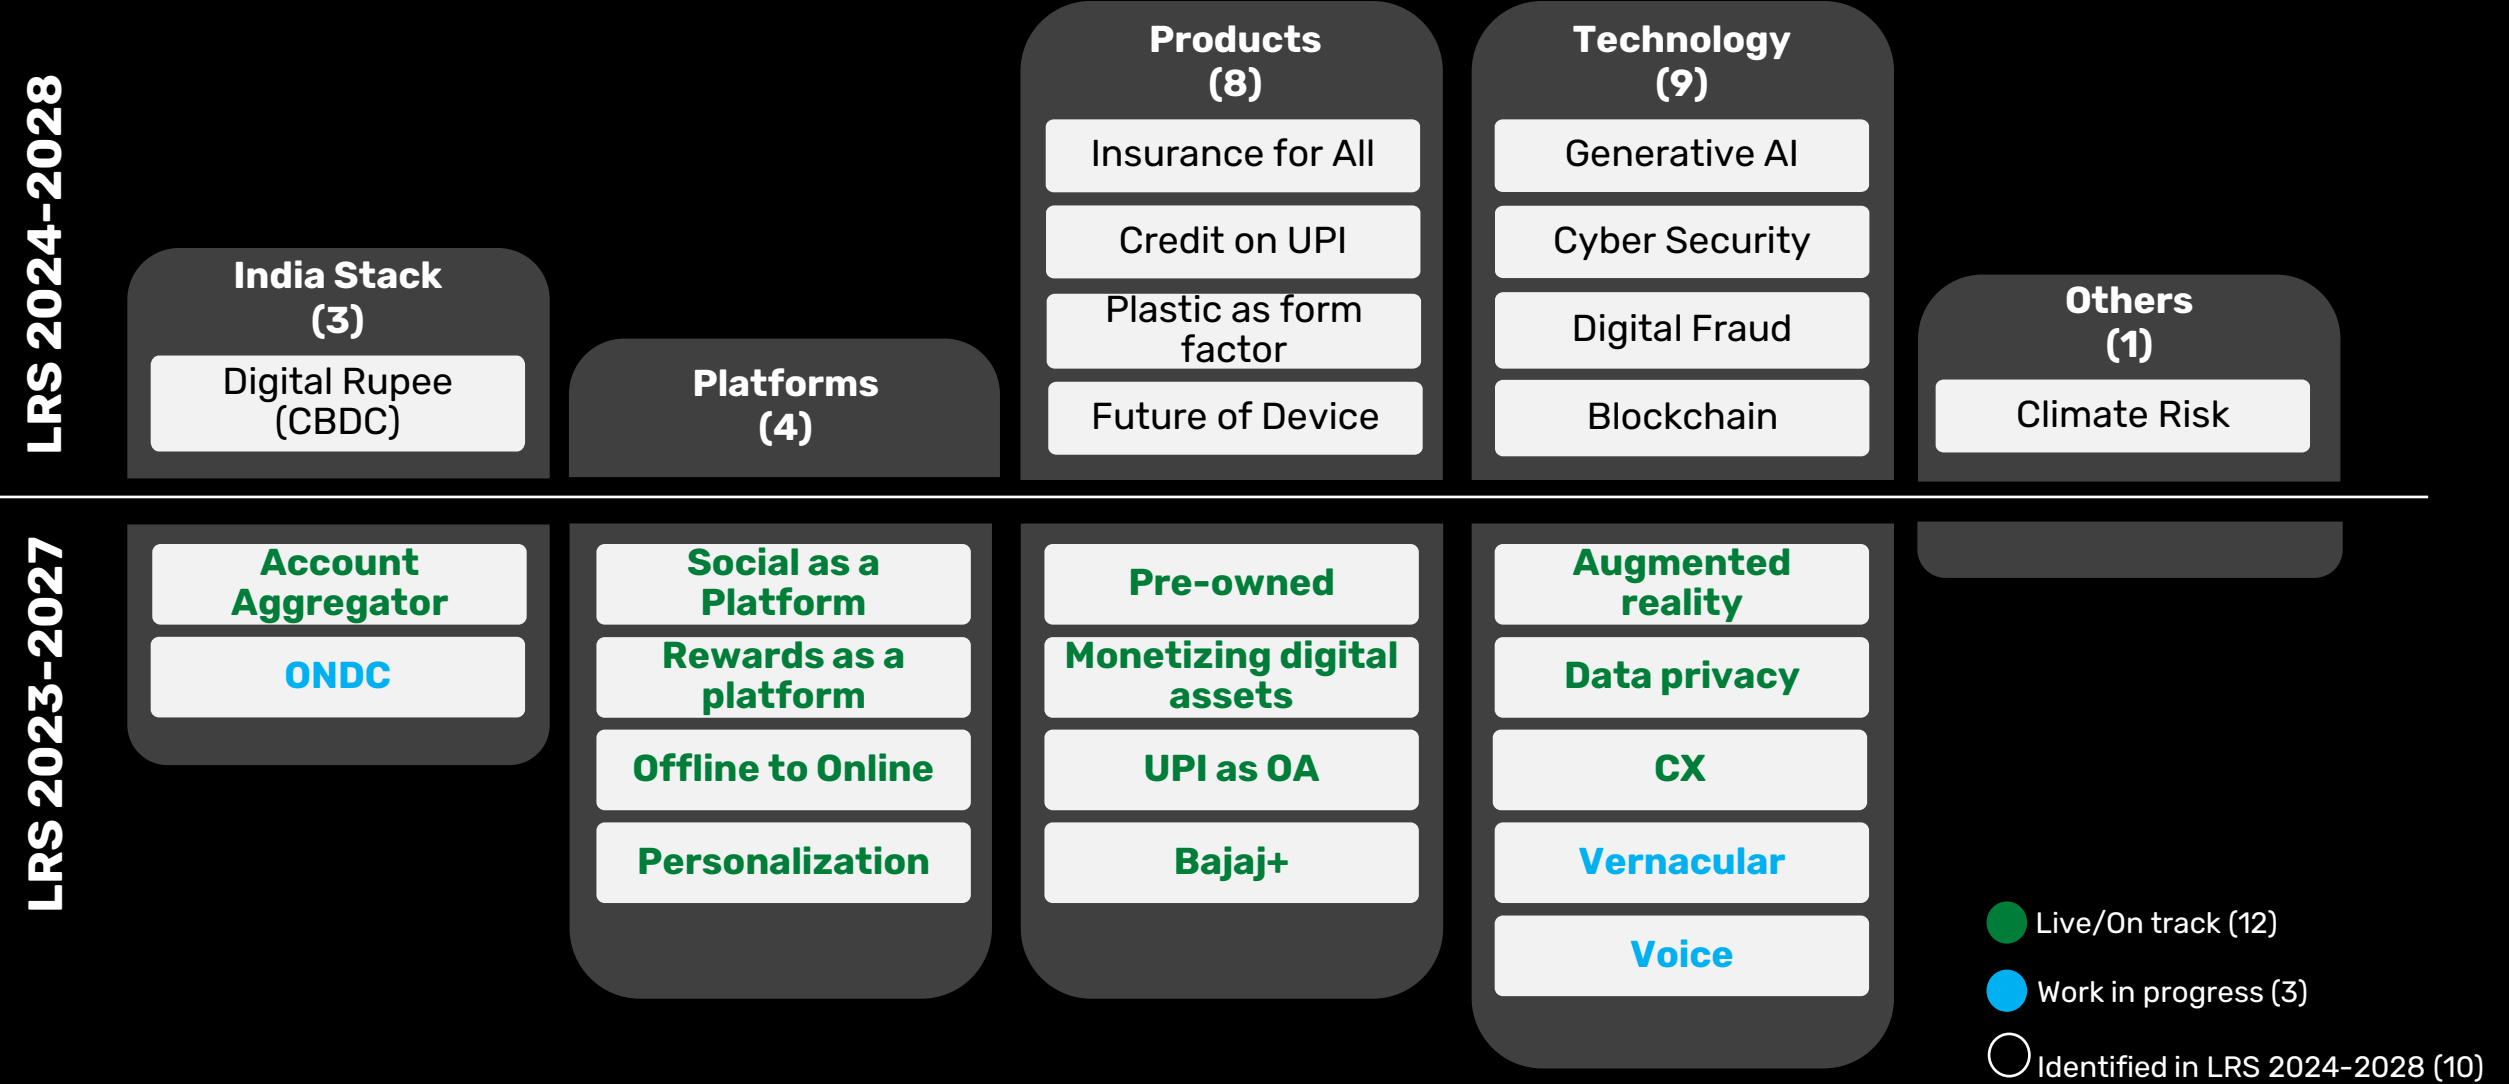 LRS 2024-2028
India Stack
(3)
Digital Rupee
(CBDC)
Platforms
(4)
Products
(8)
Insurance for All
Credit on UPI
Plastic as form
factor
Future of Device
Technology
(9)
Generative AI
Cyber Security
Digital Fraud
Blockchain
Others
(1)
Climate Risk
LRS 2023-2027
Account
Aggregator
ONDC
Social as a
Platform
Rewards as a
platform
Offline to Online
Personalization
Pre-owned
Monetizing digital
assets
UPI as OA
Bajaj+
Augmented
reality
Data privacy
CX
Vernacular
Voice
Live/On track (12)
Work in progress (3)
Identified in LRS 2024-2028 (10)